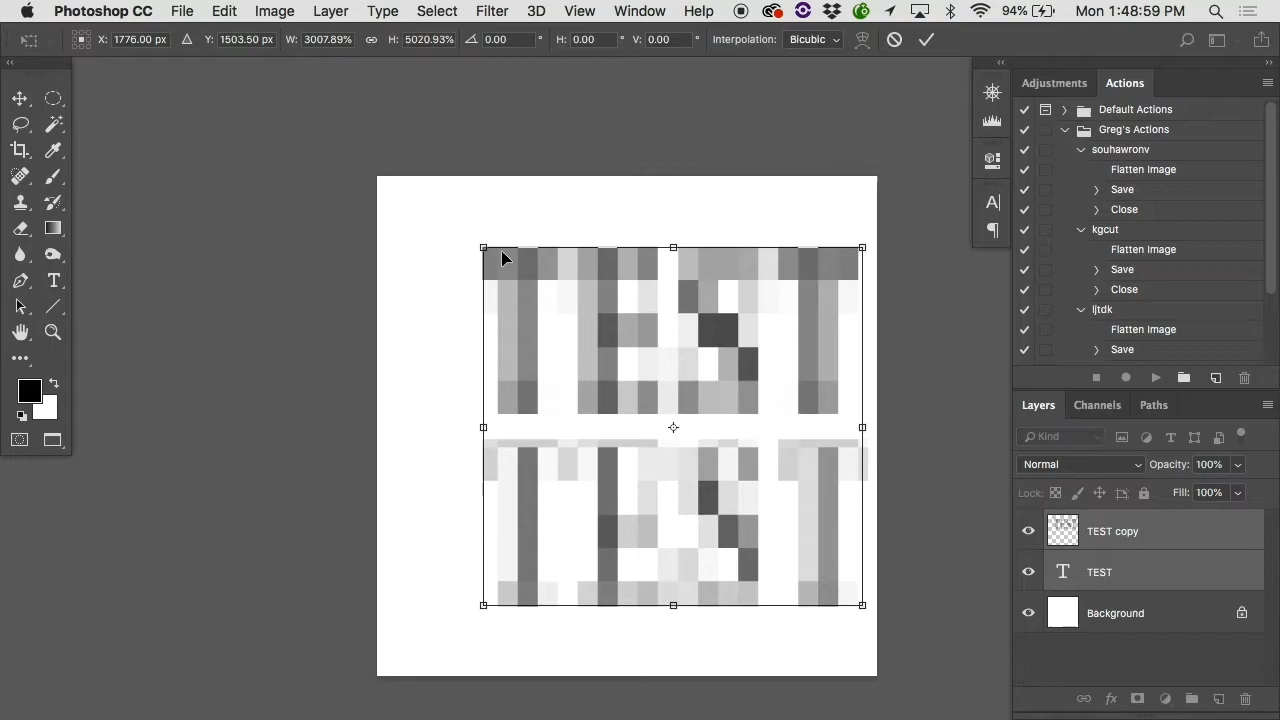 Photoshop CC File Edit Image Layer Type Select Filter 3D View Window Help 94% Mon 1:48:59 PM
X: 1776.00 px Y: 1503.50 px W: 3007.89% H: 5020.93% 0.00 ° H: 0.00 ° V: 0.00 ° Interpolation: Bicubic
Adjustments Actions
Default Actions
Greg's Actions
souhawronv
Flatten Image
Save
Close
kgcut
Flatten Image
Save
Close
ljtdk
Flatten Image
Save
TEST
TEST
Layers Channels Paths
Kind
Normal Opacity: 100%
Lock: Fill: 100%
TEST copy
TEST
Background